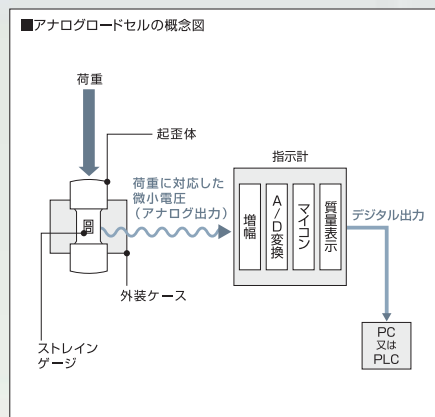 ■アナログロードセルの概念図
荷重
起歪体
荷重に対応した
微小電圧
（アナログ出力）
外装ケース
ストレイン
ゲージ
指示計
増幅
A/D変換
マイコン
質量表示
デジタル出力
PC
又は
PLC